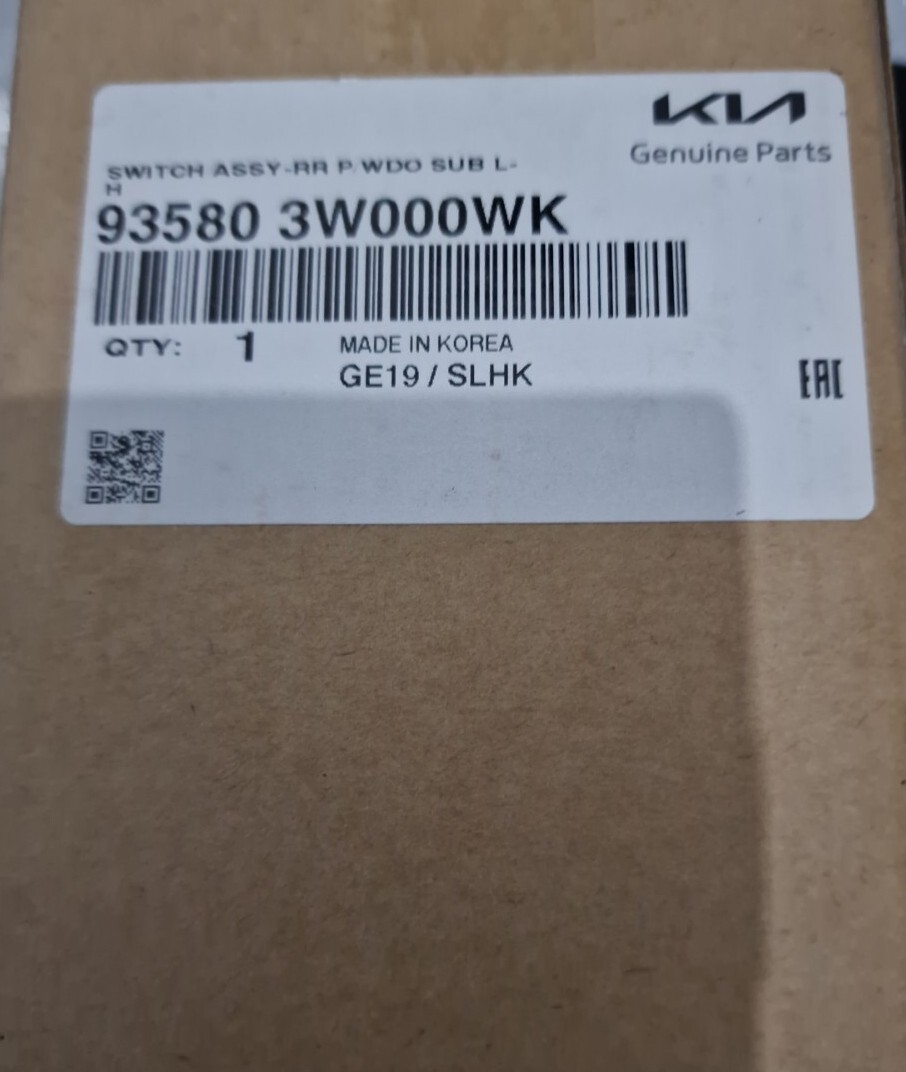 KIA
Genuine Parts
SWITCH ASSY-RR P.WDO SUB L-
H
93580 3W000WK
QTY: 1
MADE IN KOREA
GE19 / SLHK
EAC